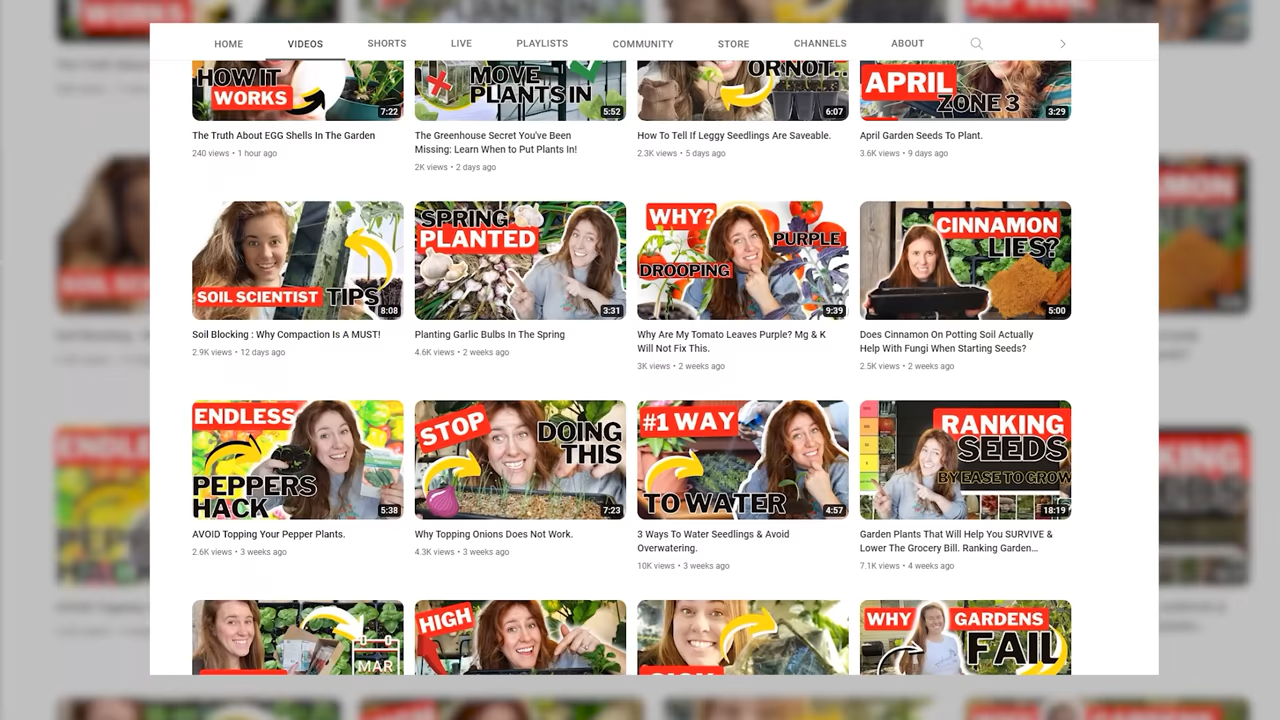 HOME VIDEOS SHORTS LIVE PLAYLISTS COMMUNITY STORE CHANNELS ABOUT
HOW IT
WORKS
7:22
MOVE
PLANTS IN
5:52
OR NOT..
6:07
APRIL
ZONE 3
3:29
The Truth About EGG Shells In The Garden
240 views • 1 hour ago
The Greenhouse Secret You've Been
Missing: Learn When to Put Plants In!
2K views • 2 days ago
How To Tell If Leggy Seedlings Are Saveable.
2.3K views • 5 days ago
April Garden Seeds To Plant.
3.6K views • 9 days ago
SOIL SCIENTIST TIPS
8:08
SPRING
PLANTED
3:31
WHY?
PURPLE
DROOPING
9:39
CINNAMON
LIES?
5:00
Soil Blocking : Why Compaction Is A MUST!
2.9K views • 12 days ago
Planting Garlic Bulbs In The Spring
4.6K views • 2 weeks ago
Why Are My Tomato Leaves Purple? Mg & K
Will Not Fix This.
3K views • 2 weeks ago
Does Cinnamon On Potting Soil Actually
Help With Fungi When Starting Seeds?
2.5K views • 2 weeks ago
ENDLESS
PEPPERS
HACK
5:38
STOP
DOING
THIS
7:23
#1 WAY
TO WATER
4:57
RANKING
SEEDS
BY EASE TO GROW
18:19
AVOID Topping Your Pepper Plants.
2.6K views • 3 weeks ago
Why Topping Onions Does Not Work.
4.3K views • 3 weeks ago
3 Ways To Water Seedlings & Avoid
Overwatering.
10K views • 3 weeks ago
Garden Plants That Will Help You SURVIVE &
Lower The Grocery Bill. Ranking Garden...
7.1K views • 4 weeks ago
MAR
HIGH
SICK
WHY GARDENS
FAIL